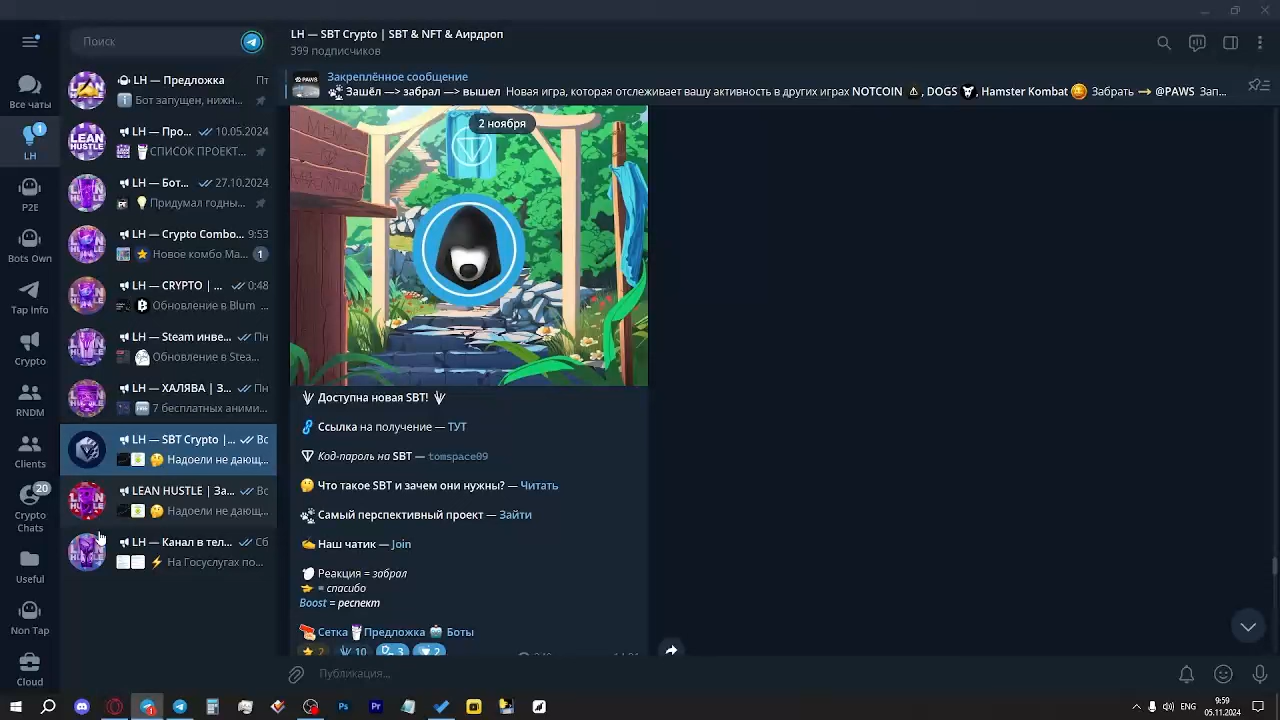 LH — SBT Crypto | SBT & NFT & Аирдроп
399 подписчиков
Поиск
Закреплённое сообщение
Зашёл —> забрал —> вышел Новая игра, которая отслеживает вашу активность в других играх NOTCOIN , DOGS , Hamster Kombat Забрать → @PAWS Зап...
Все чаты
1
LH
P2E
Bots Own
Tap Info
Crypto
RNDM
Clients
20
Crypto
Chats
Useful
Non Tap
Cloud
LH — Предложка Пт
Бот запущен, нижн...
LH — Про... 10.05.2024
СПИСОК ПРОЕКТ...
LH — Бот... 27.10.2024
Придумал годны...
LH — Crypto Combo... 9:53
Новое комбо Ма... 1
LH — CRYPTO | ... 0:48
Обновление в Blum
LH — Steam инве... Пн
Обновление в Stea...
LH — ХАЛЯВА | З... Пн
7 бесплатных аними...
LH — SBT Crypto |... Вс
Надоели не дающ...
LEAN HUSTLE | За... Вс
Надоели не дающ...
LH — Канал в тел... Сб
На Госуслугах по...
2 ноября
Доступна новая SBT!
Ссылка на получение — ТУТ
Код-пароль на SBT — tomspace09
Что такое SBT и зачем они нужны? — Читать
Самый перспективный проект — Зайти
Наш чатик — Join
Реакция = забрал
= спасибо
Boost = респект
Сетка Предложка Боты
2 10 3 2
Публикация...
ENG
9:59
05.11.2024